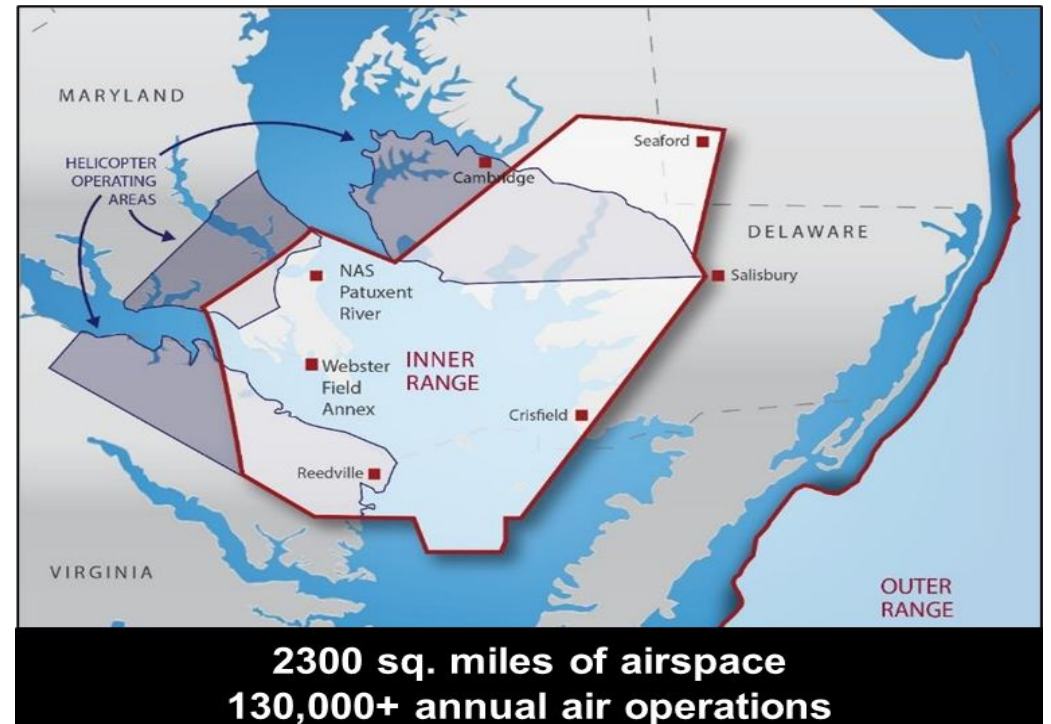 MARYLAND
HELICOPTER
OPERATING
AREAS
Seaford
Cambridge
DELAWARE
NAS
Patuxent
River
Salisbury
INNER
RANGE
Webster
Field
Annex
Crisfield
Reedville
VIRGINIA
OUTER
RANGE
2300 sq. miles of airspace
130,000+ annual air operations